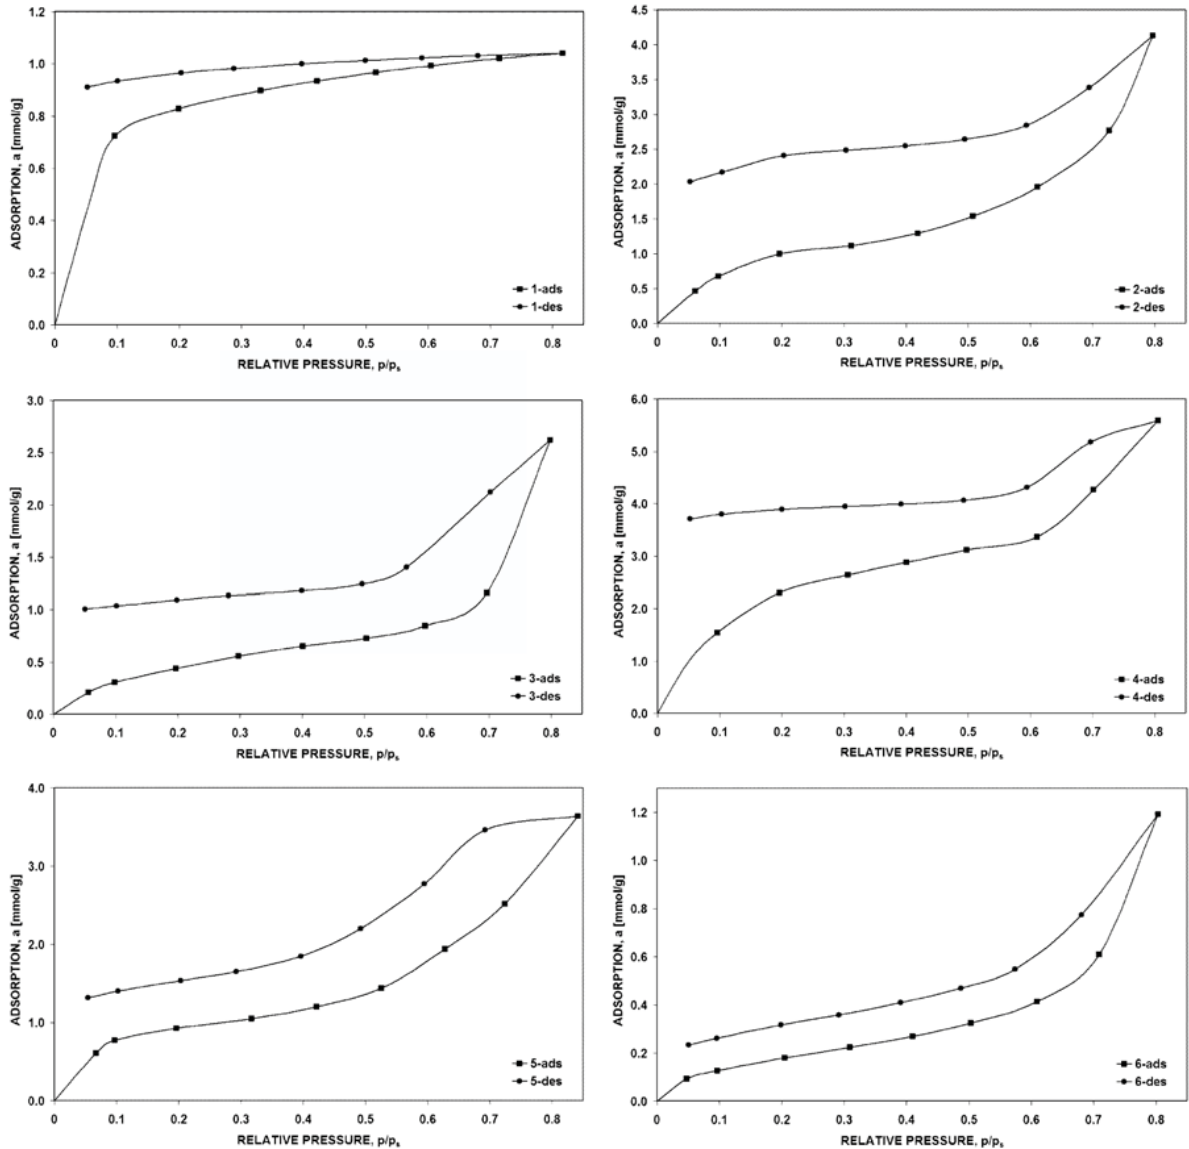 1.2
1.0
0.8
0.6
0.4
0.2
0.0
ADSORPTION, a [mmol/g]
1-ads
1-des
0 0.1 0.2 0.3 0.4 0.5 0.6 0.7 0.8
RELATIVE PRESSURE, p/ps
4.5
4.0
3.5
3.0
2.5
2.0
1.5
1.0
0.5
0.0
ADSORPTION, a [mmol/g]
2-ads
2-des
0 0.1 0.2 0.3 0.4 0.5 0.6 0.7 0.8
RELATIVE PRESSURE, p/ps
3.0
2.5
2.0
1.5
1.0
0.5
0.0
ADSORPTION, a [mmol/g]
3-ads
3-des
0 0.1 0.2 0.3 0.4 0.5 0.6 0.7 0.8
RELATIVE PRESSURE, p/ps
6.0
5.0
4.0
3.0
2.0
1.0
0.0
ADSORPTION, a [mmol/g]
4-ads
4-des
0 0.1 0.2 0.3 0.4 0.5 0.6 0.7 0.8
RELATIVE PRESSURE, p/ps
4.0
3.0
2.0
1.0
0.0
ADSORPTION, a [mmol/g]
5-ads
5-des
0 0.1 0.2 0.3 0.4 0.5 0.6 0.7 0.8
RELATIVE PRESSURE, p/ps
1.2
1.0
0.8
0.6
0.4
0.2
0.0
ADSORPTION, a [mmol/g]
6-ads
6-des
0 0.1 0.2 0.3 0.4 0.5 0.6 0.7 0.8
RELATIVE PRESSURE, p/ps